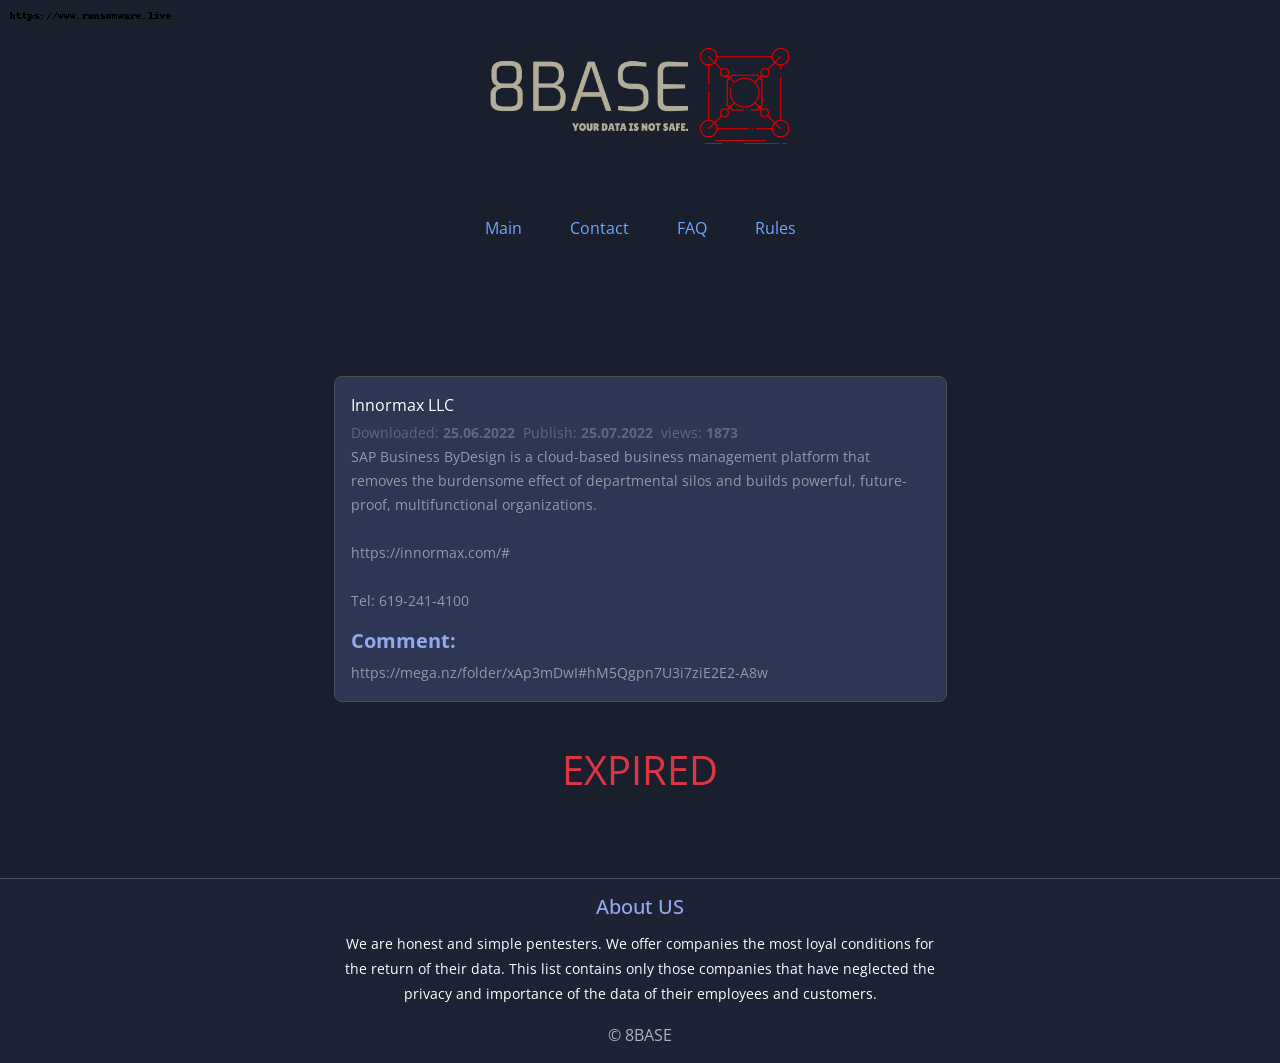 https://www.ransomware.live
8BASE
YOUR DATA IS NOT SAFE.
Main Contact FAQ Rules
Innormax LLC
Downloaded: 25.06.2022 Publish: 25.07.2022 views: 1873
SAP Business ByDesign is a cloud-based business management platform that
removes the burdensome effect of departmental silos and builds powerful, future-
proof, multifunctional organizations.
https://innormax.com/#
Tel: 619-241-4100
Comment:
https://mega.nz/folder/xAp3mDwI#hM5Qgpn7U3i7ziE2E2-A8w
EXPIRED
About US
We are honest and simple pentesters. We offer companies the most loyal conditions for
the return of their data. This list contains only those companies that have neglected the
privacy and importance of the data of their employees and customers.
© 8BASE